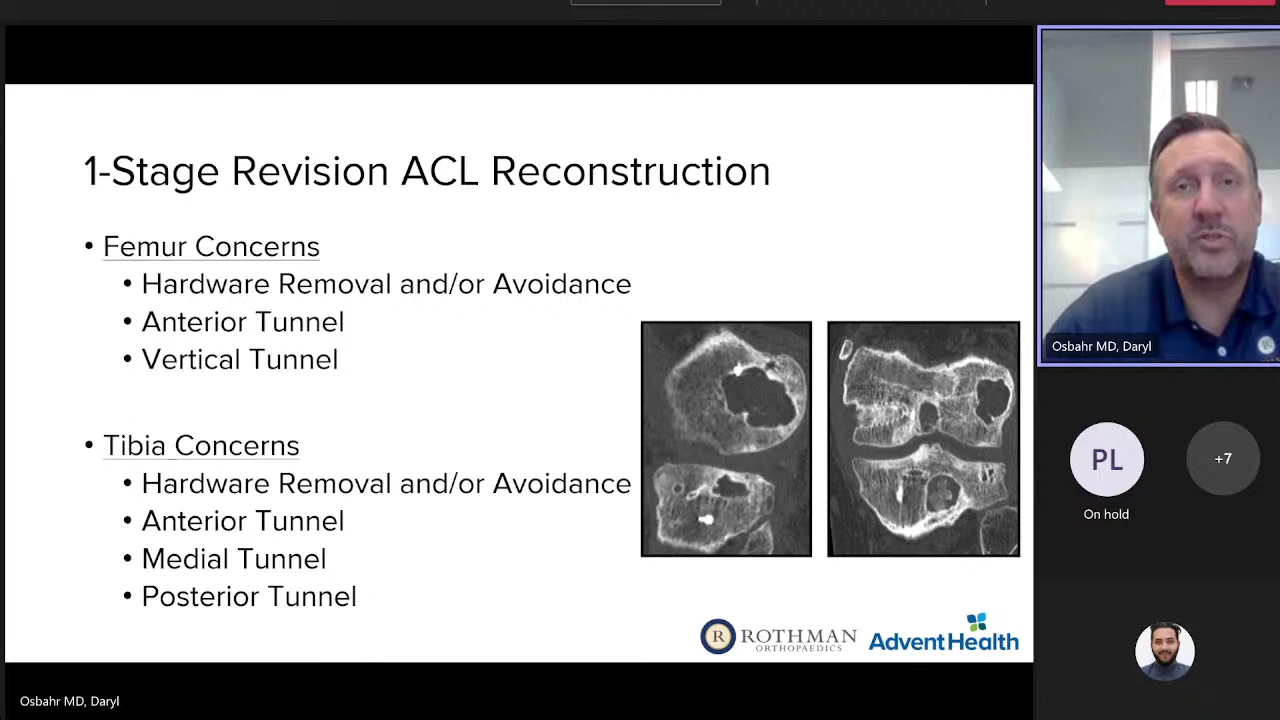 1-Stage Revision ACL Reconstruction
• Femur Concerns
• Hardware Removal and/or Avoidance
• Anterior Tunnel
• Vertical Tunnel
• Tibia Concerns
• Hardware Removal and/or Avoidance
• Anterior Tunnel
• Medial Tunnel
• Posterior Tunnel
R ROTHMAN
ORTHOPAEDICS
AdventHealth
Osbahr MD, Daryl
PL
On hold
+7
Osbahr MD, Daryl